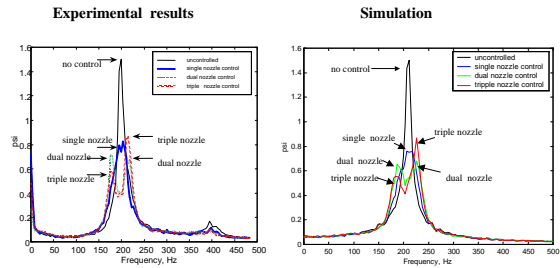 Experimental results
Simulation
1.6
1.4
1.2
1
0.8
0.6
0.4
0.2
0
psi
0 50 100 150 200 250 300 350 400 450 500
Frequency, Hz
no control
single nozzle
dual nozzle
triple nozzle
triple nozzle
dual nozzle
uncontrolled
single nozzle control
dual nozzle control
triple nozzle control
1.6
1.4
1.2
1
0.8
0.6
0.4
0.2
0
psi
0 50 100 150 200 250 300 350 400 450 500
Frequency, Hz
no control
single nozzle
dual nozzle
triple nozzle
triple nozzle
dual nozzle
uncontrolled
single nozzle control
dual nozzle control
tripple nozzle control